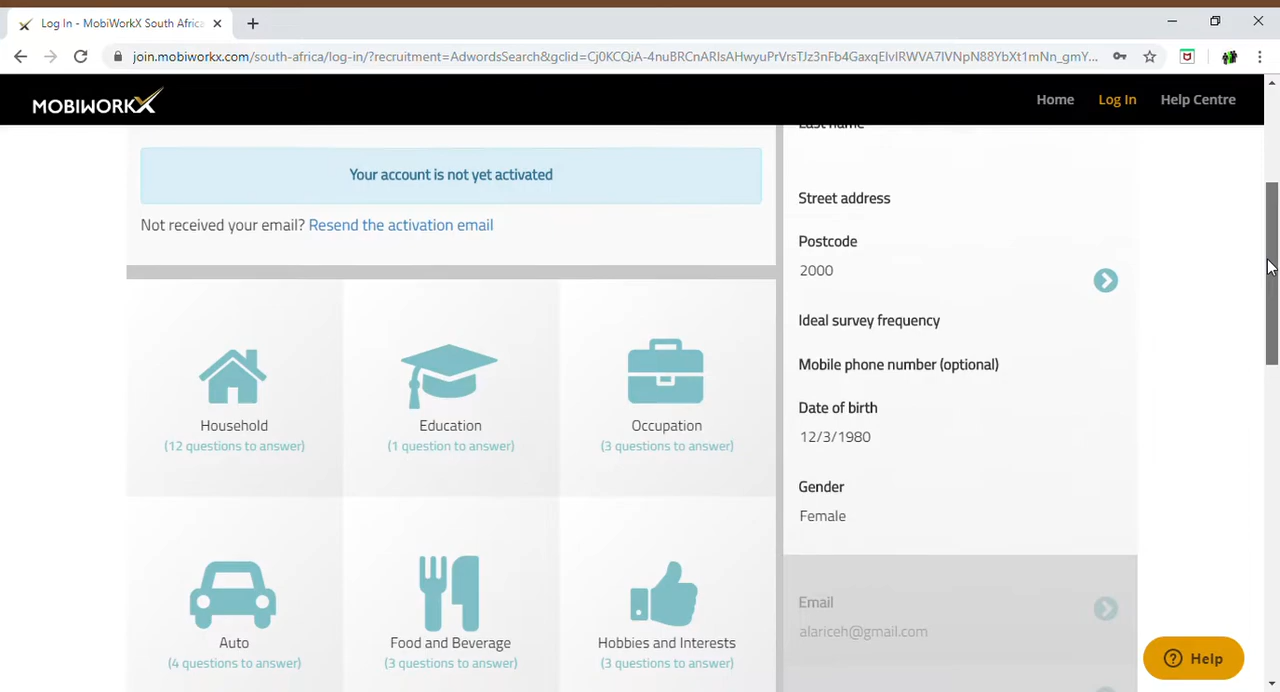 Log In - MobiWorkX South Africa
join.mobiworkx.com/south-africa/log-in/?recruitment=AdwordsSearch&gclid=Cj0KCQiA-4nuBRCnARIsAHwyuPrVrsTJz3nFb4GaxqElvIRWVA7lVNpN88YbXt1mNn_gmY...
MOBIWORKX
Home
Log In
Help Centre
Last name
Your account is not yet activated
Not received your email? Resend the activation email
Street address
Postcode
2000
Ideal survey frequency
Mobile phone number (optional)
Date of birth
12/3/1980
Gender
Female
Email
alariceh@gmail.com
Household
(12 questions to answer)
Education
(1 question to answer)
Occupation
(3 questions to answer)
Auto
(4 questions to answer)
Food and Beverage
(3 questions to answer)
Hobbies and Interests
(3 questions to answer)
Help